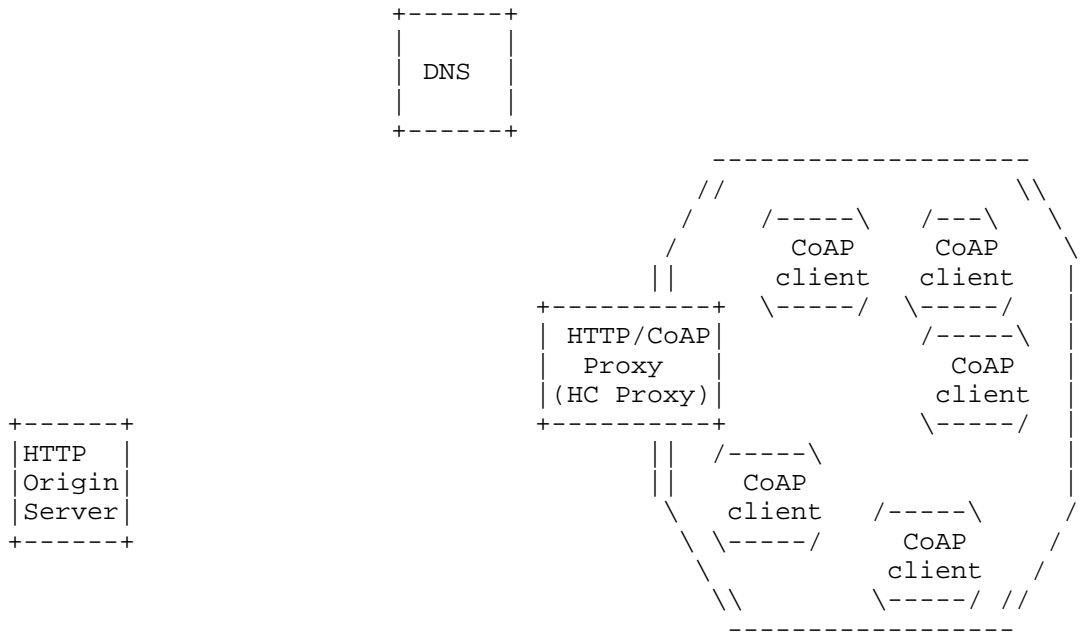 DNS
CoAP CoAP
client client
HTTP/CoAP
Proxy
(HC Proxy)
CoAP
client
HTTP
Origin
Server
CoAP
client
CoAP
client